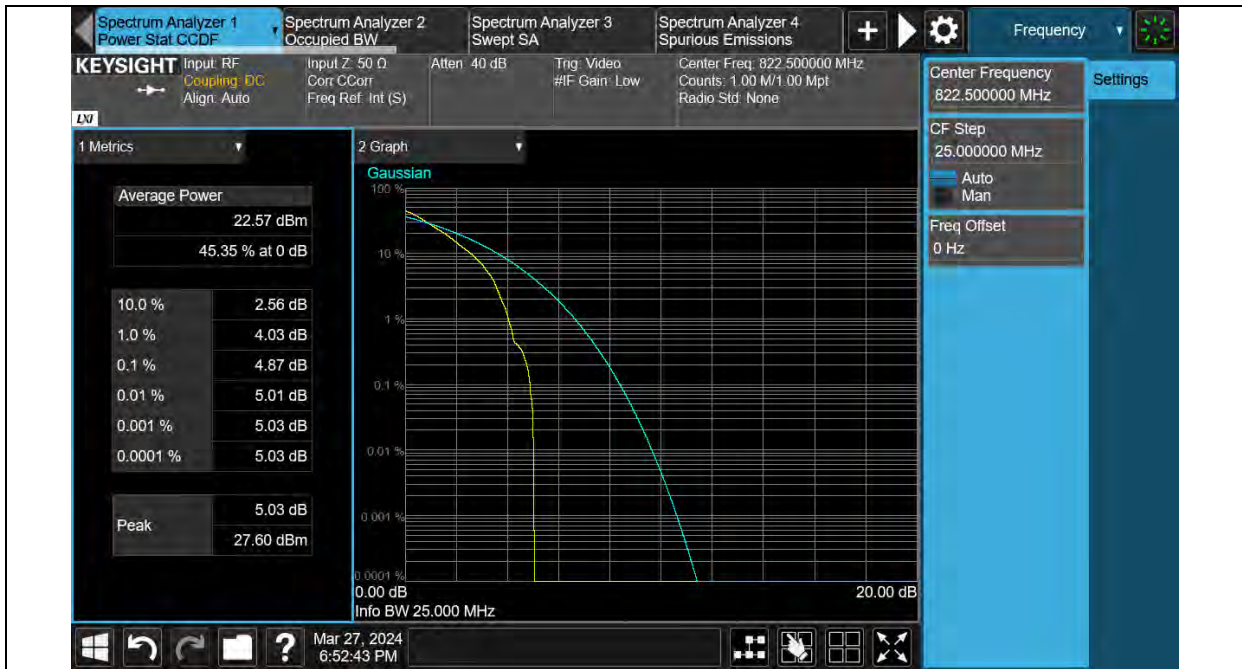 Spectrum Analyzer 1
Power Stat CCDF
Spectrum Analyzer 2
Occupied BW
Spectrum Analyzer 3
Swept SA
Spectrum Analyzer 4
Spurious Emissions
+
Frequency
KEYSIGHT
LXI
Input: RF
Coupling: DC
Align: Auto
Input Z: 50 Ω
Corr CCorr
Freq Ref: Int (S)
Atten: 40 dB
Trig: Video
#IF Gain: Low
Center Freq: 822.500000 MHz
Counts: 1.00 M/1.00 Mpt
Radio Std: None
Center Frequency
822.500000 MHz
Settings
CF Step
25.000000 MHz
Auto
Man
Freq Offset
0 Hz
1 Metrics
Average Power
22.57 dBm
45.35 % at 0 dB
10.0 % 2.56 dB
1.0 % 4.03 dB
0.1 % 4.87 dB
0.01 % 5.01 dB
0.001 % 5.03 dB
0.0001 % 5.03 dB
Peak
5.03 dB
27.60 dBm
2 Graph
Gaussian
100 %
10 %
1 %
0.1 %
0.01 %
0.001 %
0.0001 %
0.00 dB 20.00 dB
Info BW 25.000 MHz
?
Mar 27, 2024
6:52:43 PM